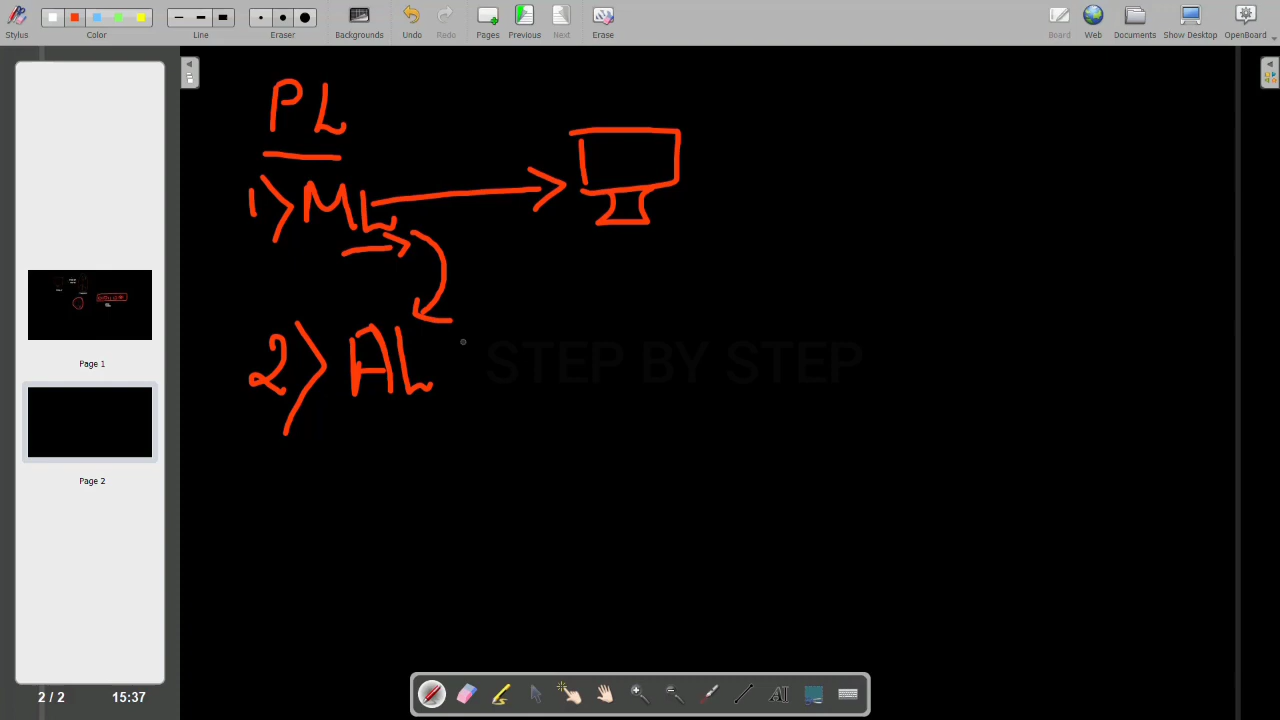 Stylus Color Line Eraser Backgrounds Undo Redo Pages Previous Next Erase Board Web Documents Show Desktop OpenBoard
PL
1> ML
2> AL
STEP BY STEP
Page 1
Page 2
2 / 2 15:37
AI